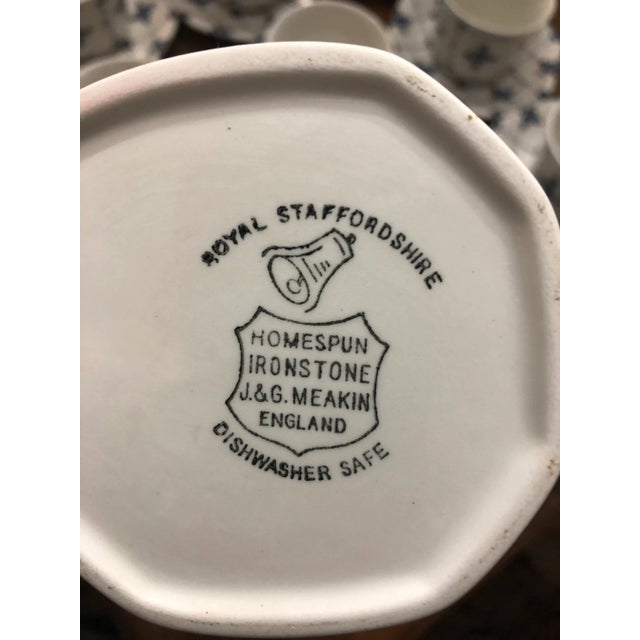 ROYAL STAFFORDSHIRE
HOMESPUN
IRONSTONE
J.&G. MEAKIN
ENGLAND
DISHWASHER SAFE